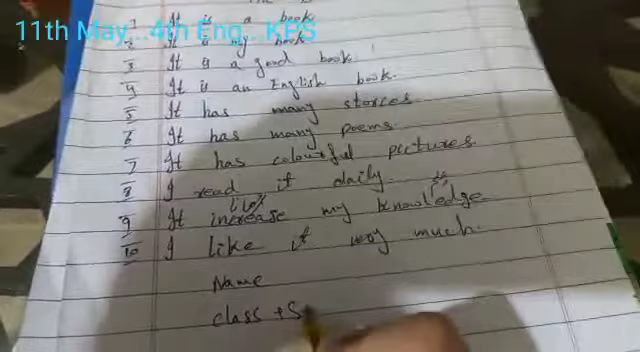 11th May...4th Eng...KPS
1 It is a book
2 It is my book
3 It is a good book
4 It is an English book.
5 It has many stories
6 It has many poems.
7 It has colourful pictures.
8 I read it daily.
9 It increase my knowledge
10 I like it very much.
Name
class + S